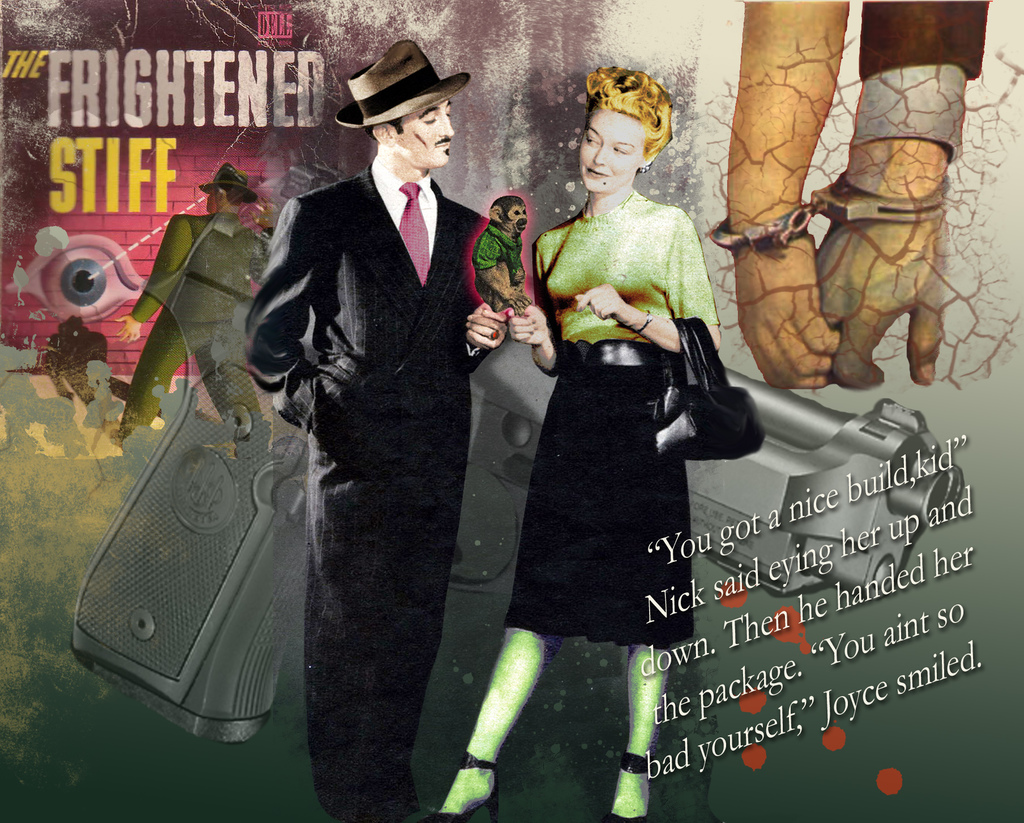 DELL
THE
FRIGHTENED
STIFF
“You got a nice build,kid”
Nick said eying her up and
down. Then he handed her
the package. “You aint so
bad yourself,” Joyce smiled.